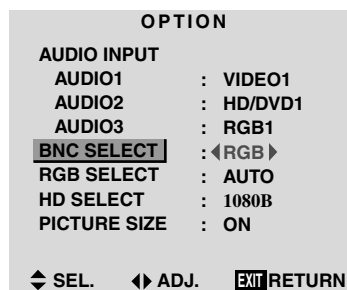 OPTION
AUDIO INPUT
AUDIO1 : VIDEO1
AUDIO2 : HD/DVD1
AUDIO3 : RGB1
BNC SELECT : RGB
RGB SELECT : AUTO
HD SELECT : 1080B
PICTURE SIZE : ON
SEL. ADJ. EXIT RETURN